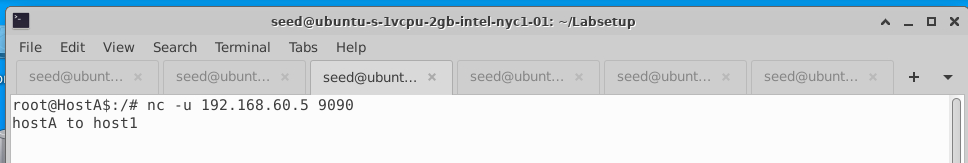 seed@ubuntu-s-1vcpu-2gb-intel-nyc1-01: ~/Labsetup
File Edit View Search Terminal Tabs Help
seed@ubunt... × seed@ubunt... × seed@ubunt... × seed@ubunt... × seed@ubunt... × seed@ubunt... ×
root@HostA$:/# nc -u 192.168.60.5 9090
hostA to host1